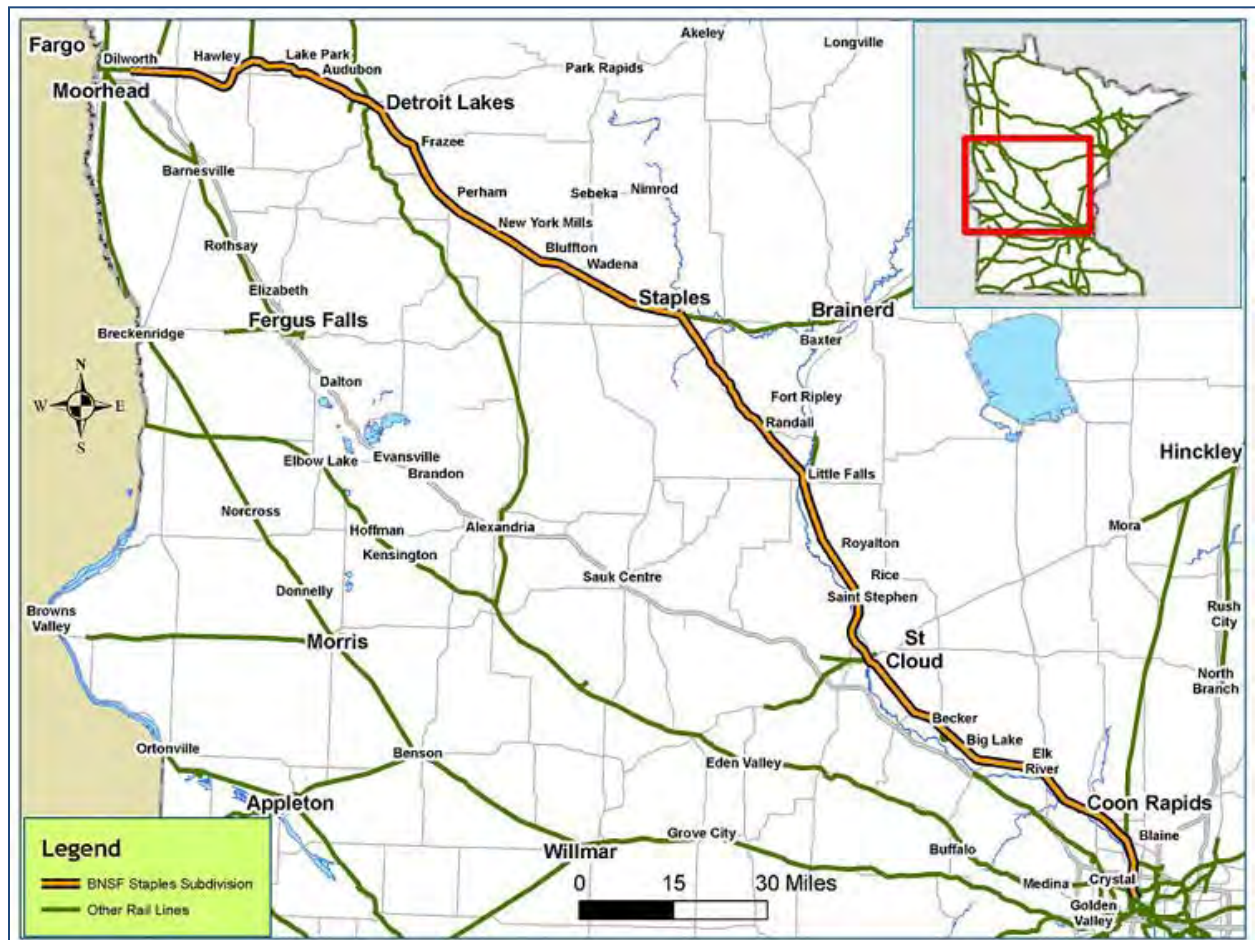 Akeley
Longville
Fargo
Dilworth
Hawley
Lake Park
Audubon
Park Rapids
Moorhead
Detroit Lakes
Frazee
Barnesville
Perham
Sebeka
Nimrod
New York Mills
Rothsay
Bluffton
Wadena
Elizabeth
Staples
Brainerd
Fergus Falls
Breckenridge
Baxter
N
W
E
S
Dalton
Fort Ripley
Randall
Elbow Lake
Evansville
Brandon
Little Falls
Hinckley
Norcross
Hoffman
Alexandria
Mora
Kensington
Royalton
Sauk Centre
Rice
Donnelly
Saint Stephen
Browns
Valley
Rush
City
Morris
St
Cloud
North
Branch
Becker
Ortonville
Benson
Big Lake
Elk
River
Eden Valley
Appleton
Coon Rapids
Grove City
Blaine
Willmar
Buffalo
Medina
Crystal
Golden
Valley
Legend
BNSF Staples Subdivision
Other Rail Lines
0 15 30 Miles